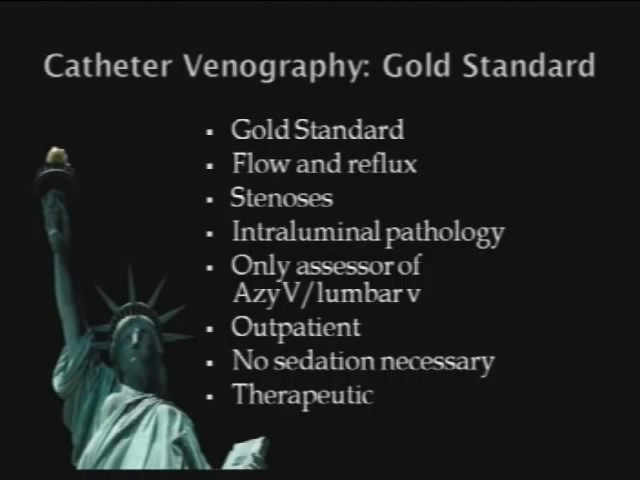 Catheter Venography: Gold Standard
▪ Gold Standard
▪ Flow and reflux
▪ Stenoses
▪ Intraluminal pathology
▪ Only assessor of
AzyV/lumbar v
▪ Outpatient
▪ No sedation necessary
▪ Therapeutic